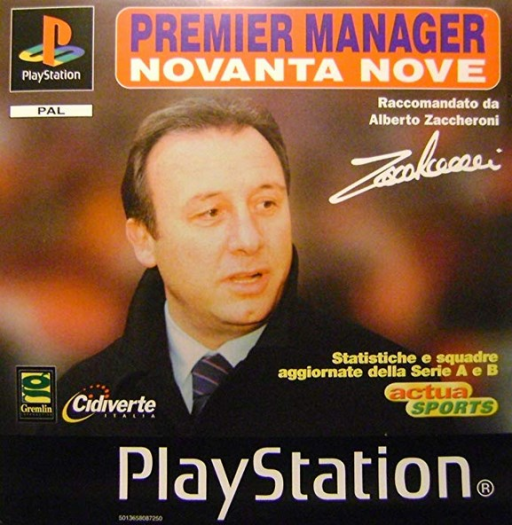 PlayStation
PAL
PREMIER MANAGER
NOVANTA NOVE
Raccomandato da
Alberto Zaccheroni
Zaccheroni
Statistiche e squadre
aggiornate della Serie A e B
actua
SPORTS
Gremlin
Cidiverte
ITALIA
PlayStation®
5013658087250